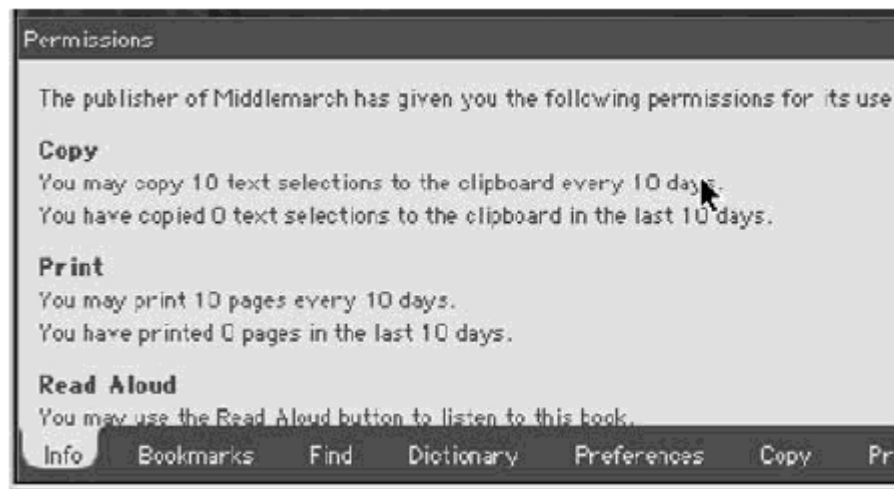 Permissions
The publisher of Middlemarch has given you the following permissions for its use
Copy
You may copy 10 text selections to the clipboard every 10 days.
You have copied 0 text selections to the clipboard in the last 10 days.
Print
You may print 10 pages every 10 days.
You have printed 0 pages in the last 10 days.
Read Aloud
You may use the Read Aloud button to listen to this book.
Info Bookmarks Find Dictionary Preferences Copy Pr